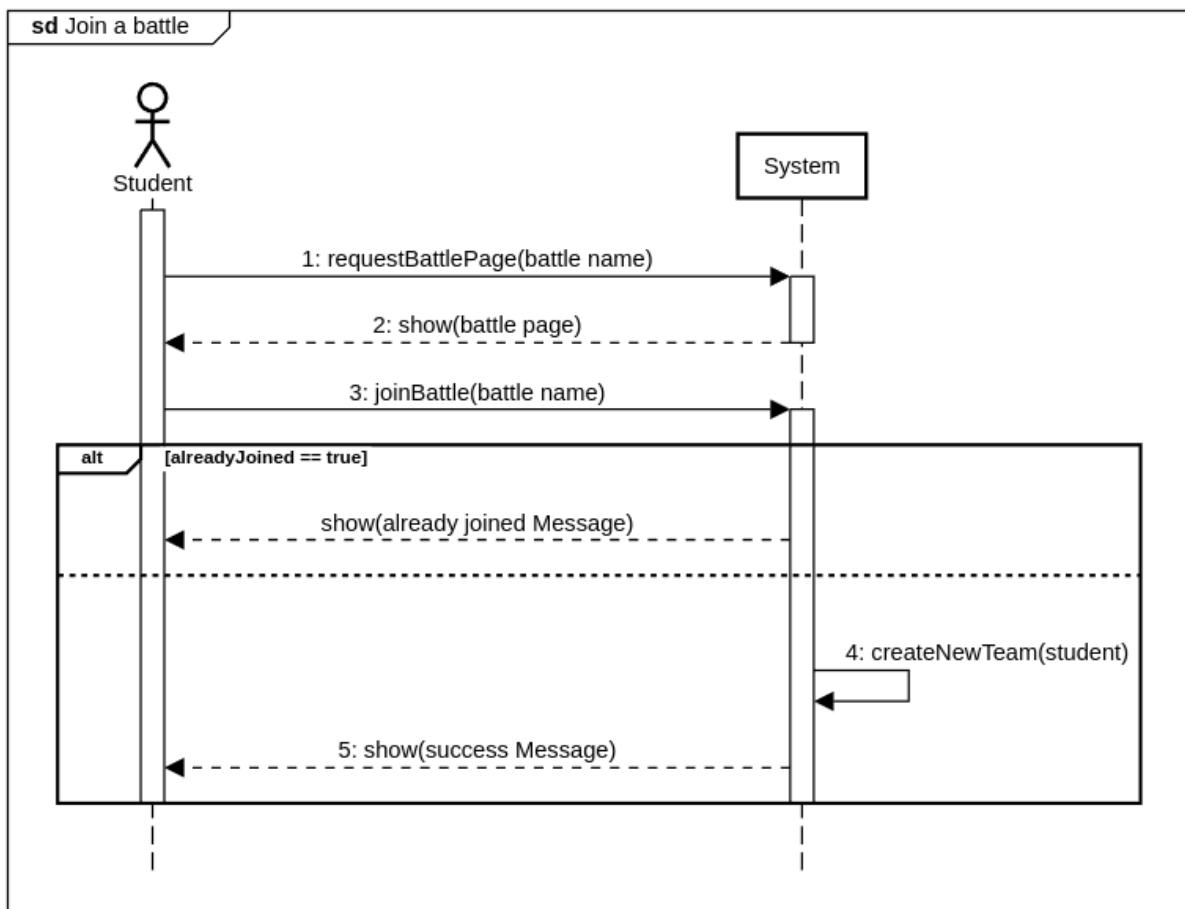 sd Join a battle
Student
System
1: requestBattlePage(battle name)
2: show(battle page)
3: joinBattle(battle name)
alt [alreadyJoined == true]
show(already joined Message)
4: createNewTeam(student)
5: show(success Message)